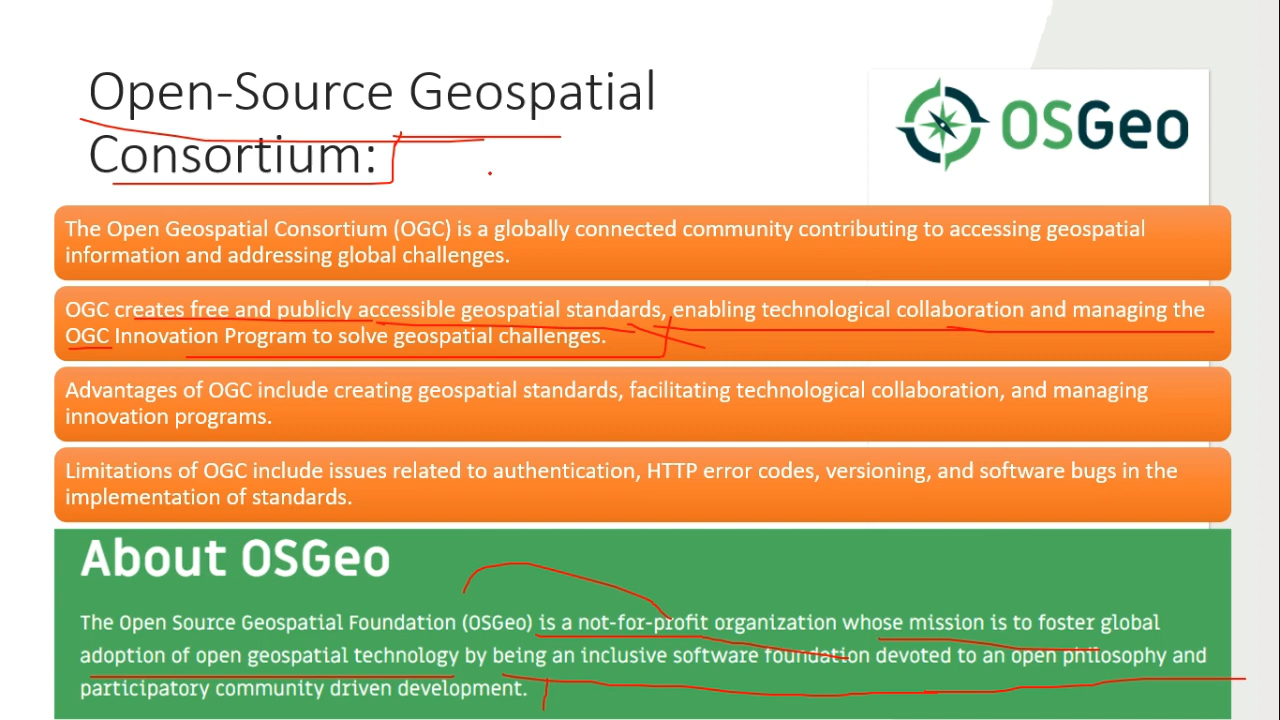 Open-Source Geospatial
Consortium:
OSGeo
The Open Geospatial Consortium (OGC) is a globally connected community contributing to accessing geospatial
information and addressing global challenges.
OGC creates free and publicly accessible geospatial standards, enabling technological collaboration and managing the
OGC Innovation Program to solve geospatial challenges.
Advantages of OGC include creating geospatial standards, facilitating technological collaboration, and managing
innovation programs.
Limitations of OGC include issues related to authentication, HTTP error codes, versioning, and software bugs in the
implementation of standards.
About OSGeo
The Open Source Geospatial Foundation (OSGeo) is a not-for-profit organization whose mission is to foster global
adoption of open geospatial technology by being an inclusive software foundation devoted to an open philosophy and
participatory community driven development.